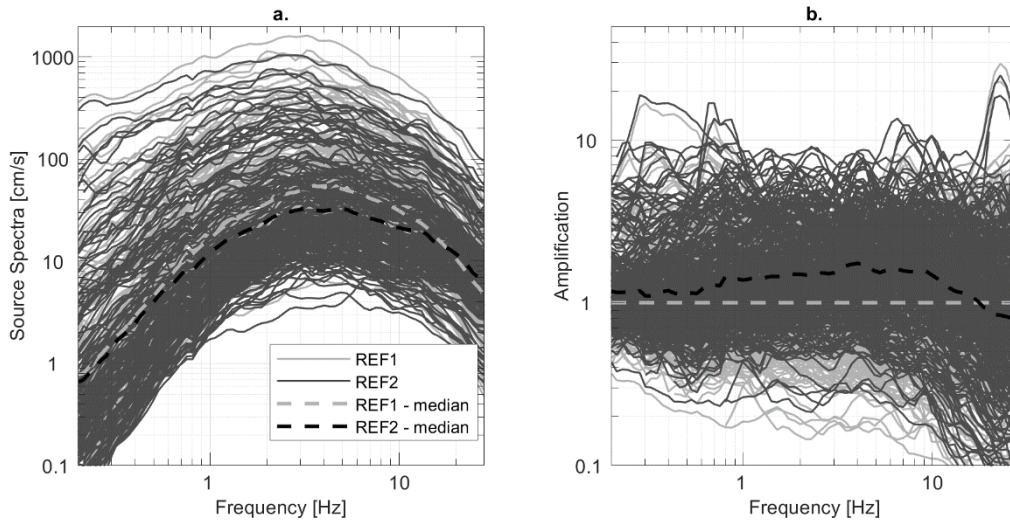 a.
Source Spectra [cm/s]
1000
100
10
1
0.1
1
10
Frequency [Hz]
REF1
REF2
REF1 - median
REF2 - median
b.
Amplification
10
1
0.1
1
10
Frequency [Hz]